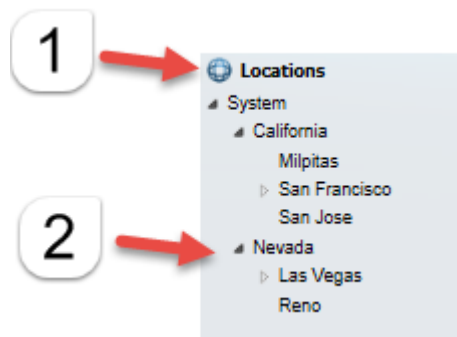 1
Locations
System
California
Milpitas
San Francisco
San Jose
2
Nevada
Las Vegas
Reno